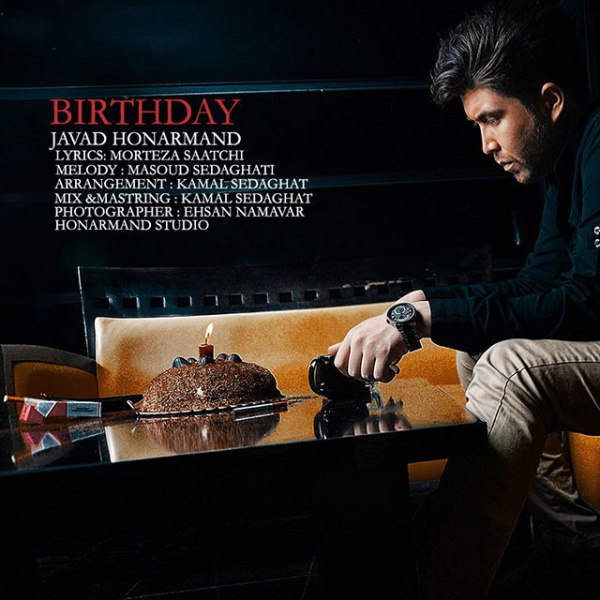 BIRTHDAY
JAVAD HONARMAND
LYRICS: MORTEZA SAATCHI
MELODY : MASOUD SEDAGHATI
ARRANGEMENT : KAMAL SEDAGHAT
MIX &MASTRING : KAMAL SEDAGHAT
PHOTOGRAPHER : EHSAN NAMAVAR
HONARMAND STUDIO